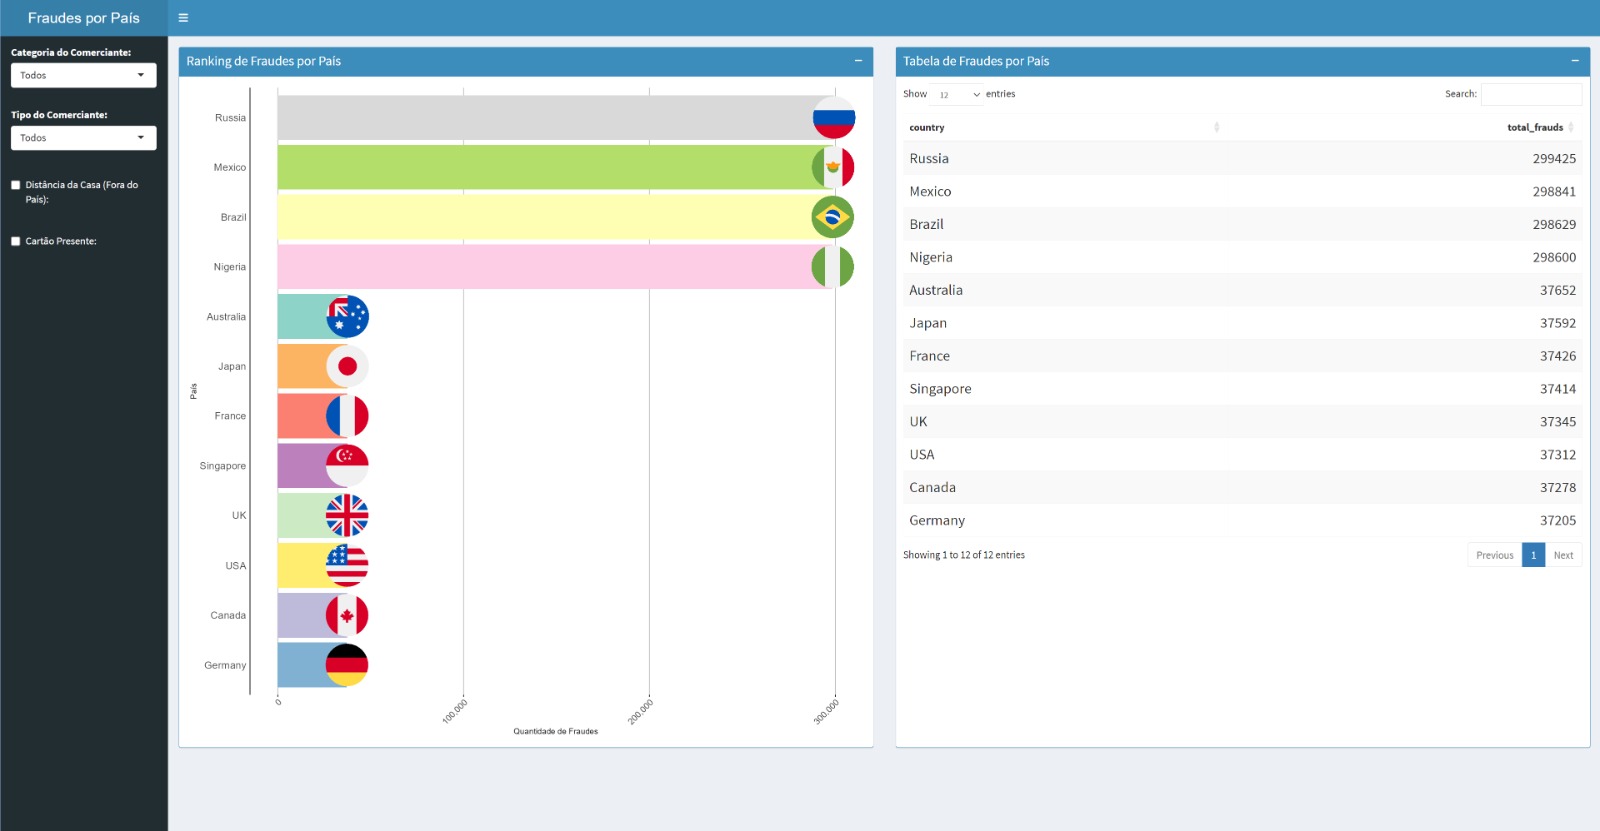 Fraudes por País
Categoria do Comerciante:
Todos
Tipo do Comerciante:
Todos
Distância da Casa (Fora do
País):
Cartão Presente:
Ranking de Fraudes por País
País
Russia
Mexico
Brazil
Nigeria
Australia
Japan
France
Singapore
UK
USA
Canada
Germany
0
100,000
200,000
300,000
Quantidade de Fraudes
Tabela de Fraudes por País
Show 12 entries
Search:
country total_frauds
Russia 299425
Mexico 298841
Brazil 298629
Nigeria 298600
Australia 37652
Japan 37592
France 37426
Singapore 37414
UK 37345
USA 37312
Canada 37278
Germany 37205
Showing 1 to 12 of 12 entries
Previous 1 Next